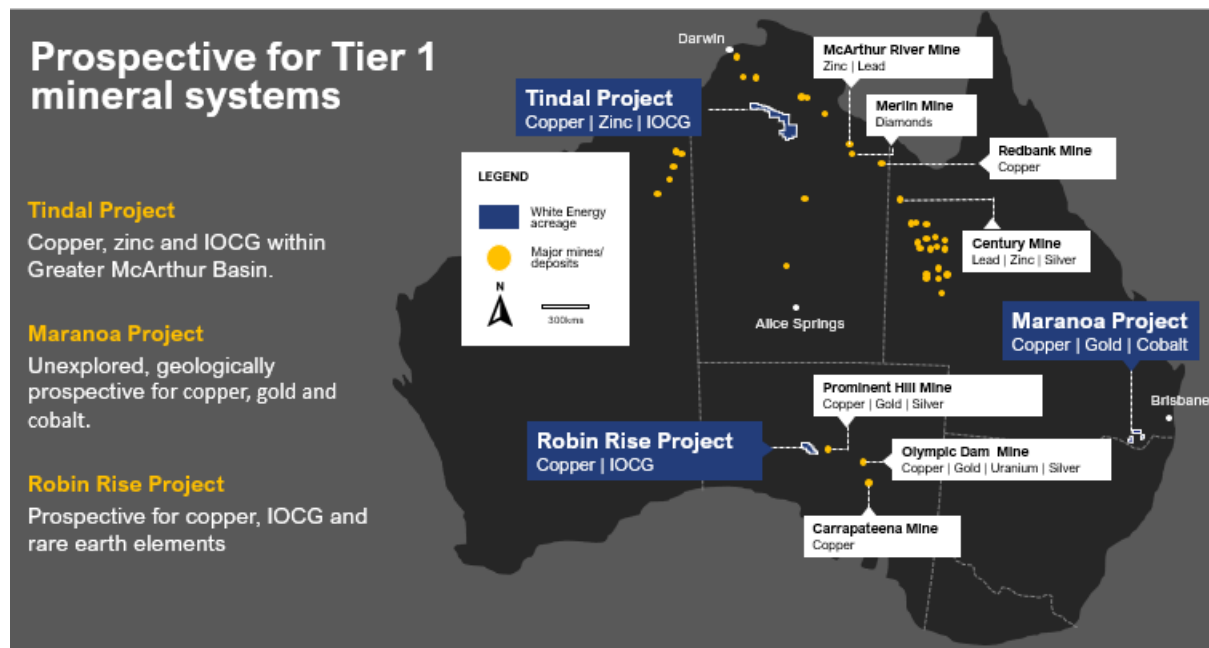 Prospective for Tier 1
mineral systems
Tindal Project
Copper, zinc and IOCG within
Greater McArthur Basin.
Maranoa Project
Unexplored, geologically
prospective for copper, gold and
cobalt.
Robin Rise Project
Prospective for copper, IOCG and
rare earth elements
Darwin
McArthur River Mine
Zinc | Lead
Tindal Project
Copper | Zinc | IOCG
Merlin Mine
Diamonds
Redbank Mine
Copper
LEGEND
White Energy
acreage
Major mines/
deposits
N
300kms
Century Mine
Lead | Zinc | Silver
Alice Springs
Maranoa Project
Copper | Gold | Cobalt
Prominent Hill Mine
Copper | Gold | Silver
Brisbane
Robin Rise Project
Copper | IOCG
Olympic Dam Mine
Copper | Gold | Uranium | Silver
Carrapateena Mine
Copper